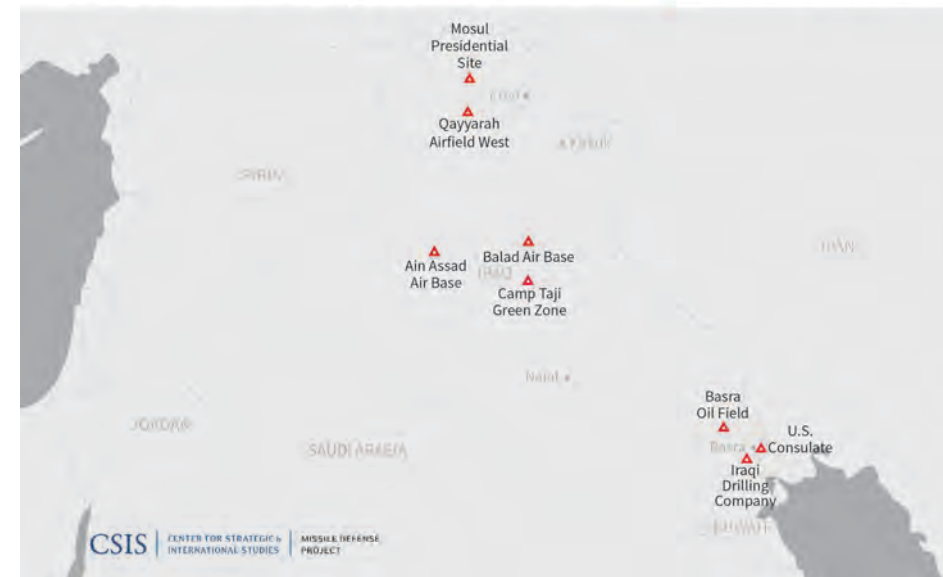 Mosul
Presidential
Site
Erbil
Qayyarah
Airfield West
Kirkuk
SYRIA
IRAN
Ain Assad
Air Base
Balad Air Base
IRAQ
Camp Taji
Green Zone
Najaf
Basra
Oil Field
U.S.
Basra
Consulate
Iraqi
Drilling
Company
JORDAN
SAUDI ARABIA
KUWAIT
CSIS
CENTER FOR STRATEGIC &
INTERNATIONAL STUDIES
MISSILE DEFENSE
PROJECT